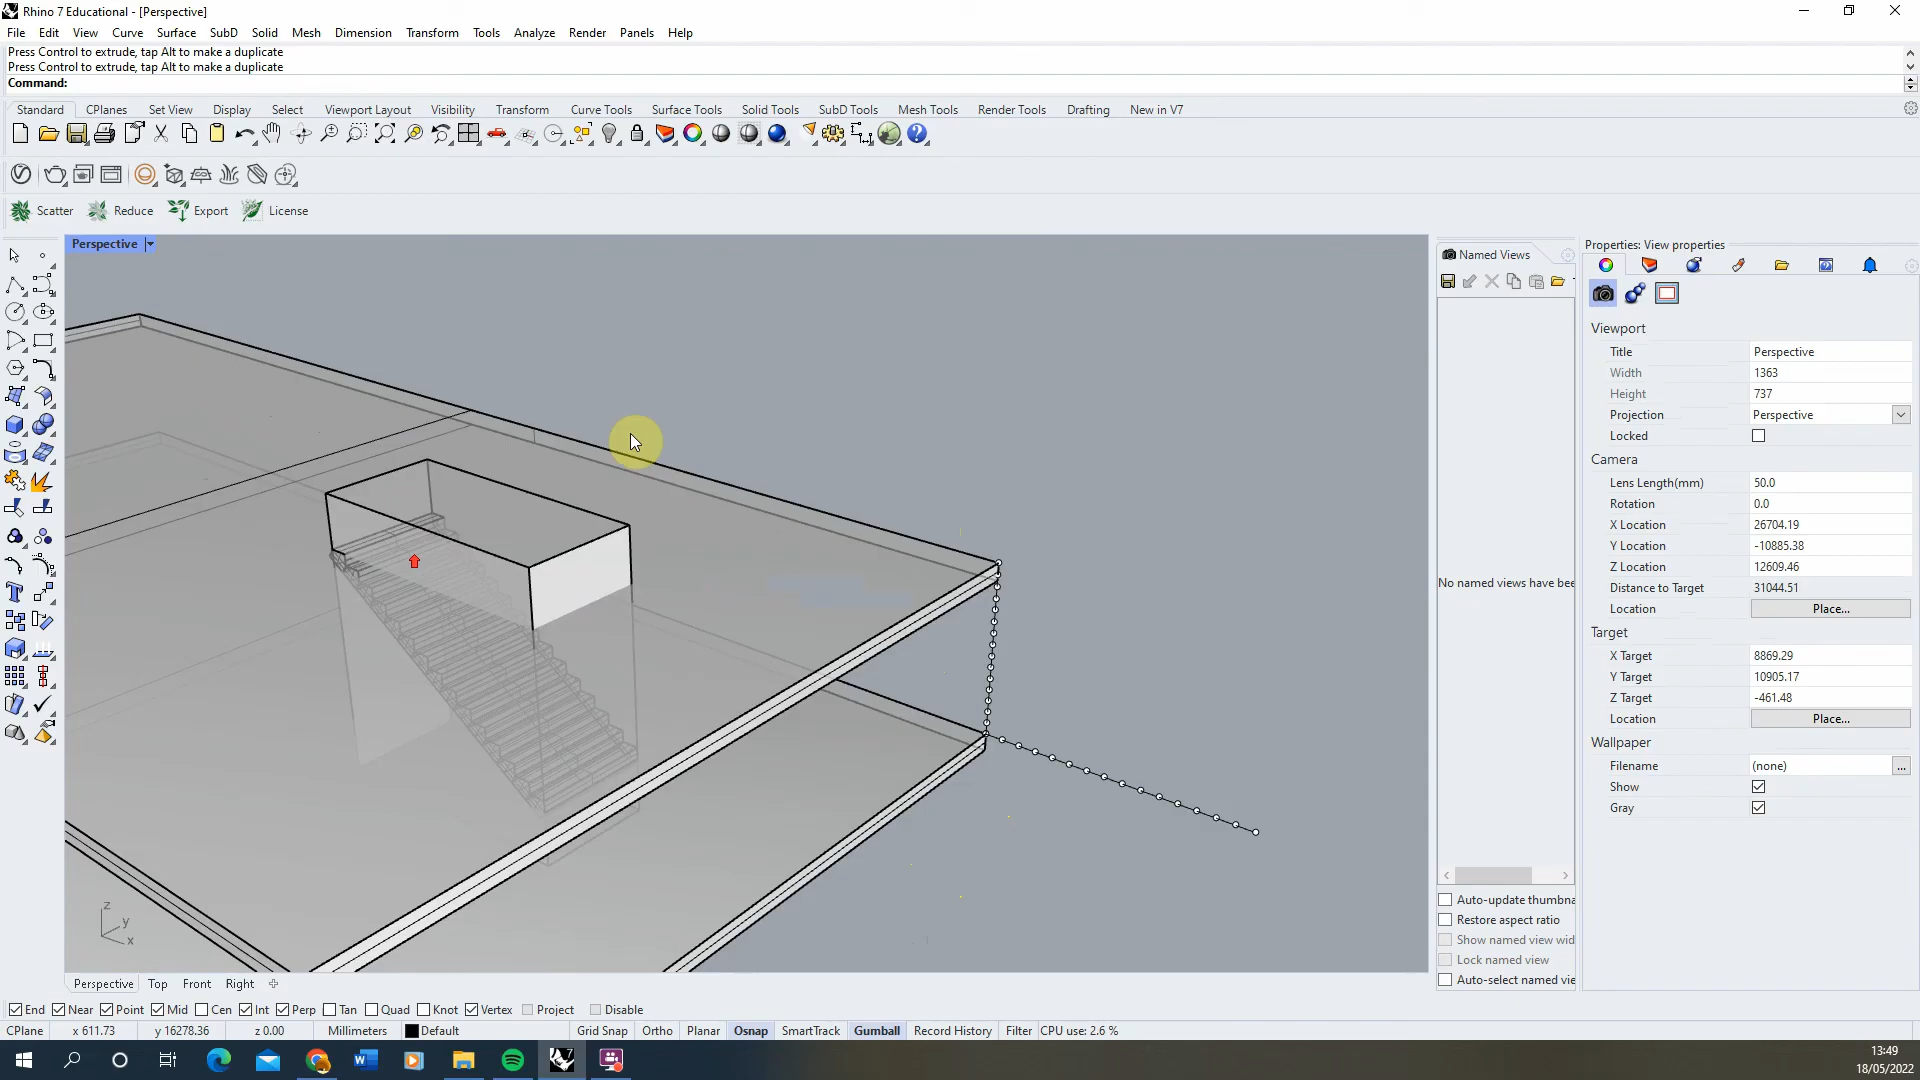 Rhino 7 Educational - [Perspective]
File Edit View Curve Surface SubD Solid Mesh Dimension Transform Tools Analyze Render Panels Help
Press Control to extrude, tap Alt to make a duplicate
Press Control to extrude, tap Alt to make a duplicate
Command:
Standard CPlanes Set View Display Select Viewport Layout Visibility Transform Curve Tools Surface Tools Solid Tools SubD Tools Mesh Tools Render Tools Drafting New in V7
Scatter Reduce Export License
Perspective
Named Views
No named views have bee
Auto-update thumbna
Restore aspect ratio
Show named view wid
Lock named view
Auto-select named vie
Properties: View properties
Viewport
Title Perspective
Width 1363
Height 737
Projection Perspective
Locked
Camera
Lens Length(mm) 50.0
Rotation 0.0
X Location 26704.19
Y Location -10885.38
Z Location 12609.46
Distance to Target 31044.51
Location Place...
Target
X Target 8869.29
Y Target 10905.17
Z Target -461.48
Location Place...
Wallpaper
Filename (none) ...
Show
Gray
z
y
x
Perspective Top Front Right
End Near Point Mid Cen Int Perp Tan Quad Knot Vertex Project Disable
CPlane x 611.73 y 16278.36 z 0.00 Millimeters Default Grid Snap Ortho Planar Osnap SmartTrack Gumball Record History Filter CPU use: 2.6 %
13:49
18/05/2022